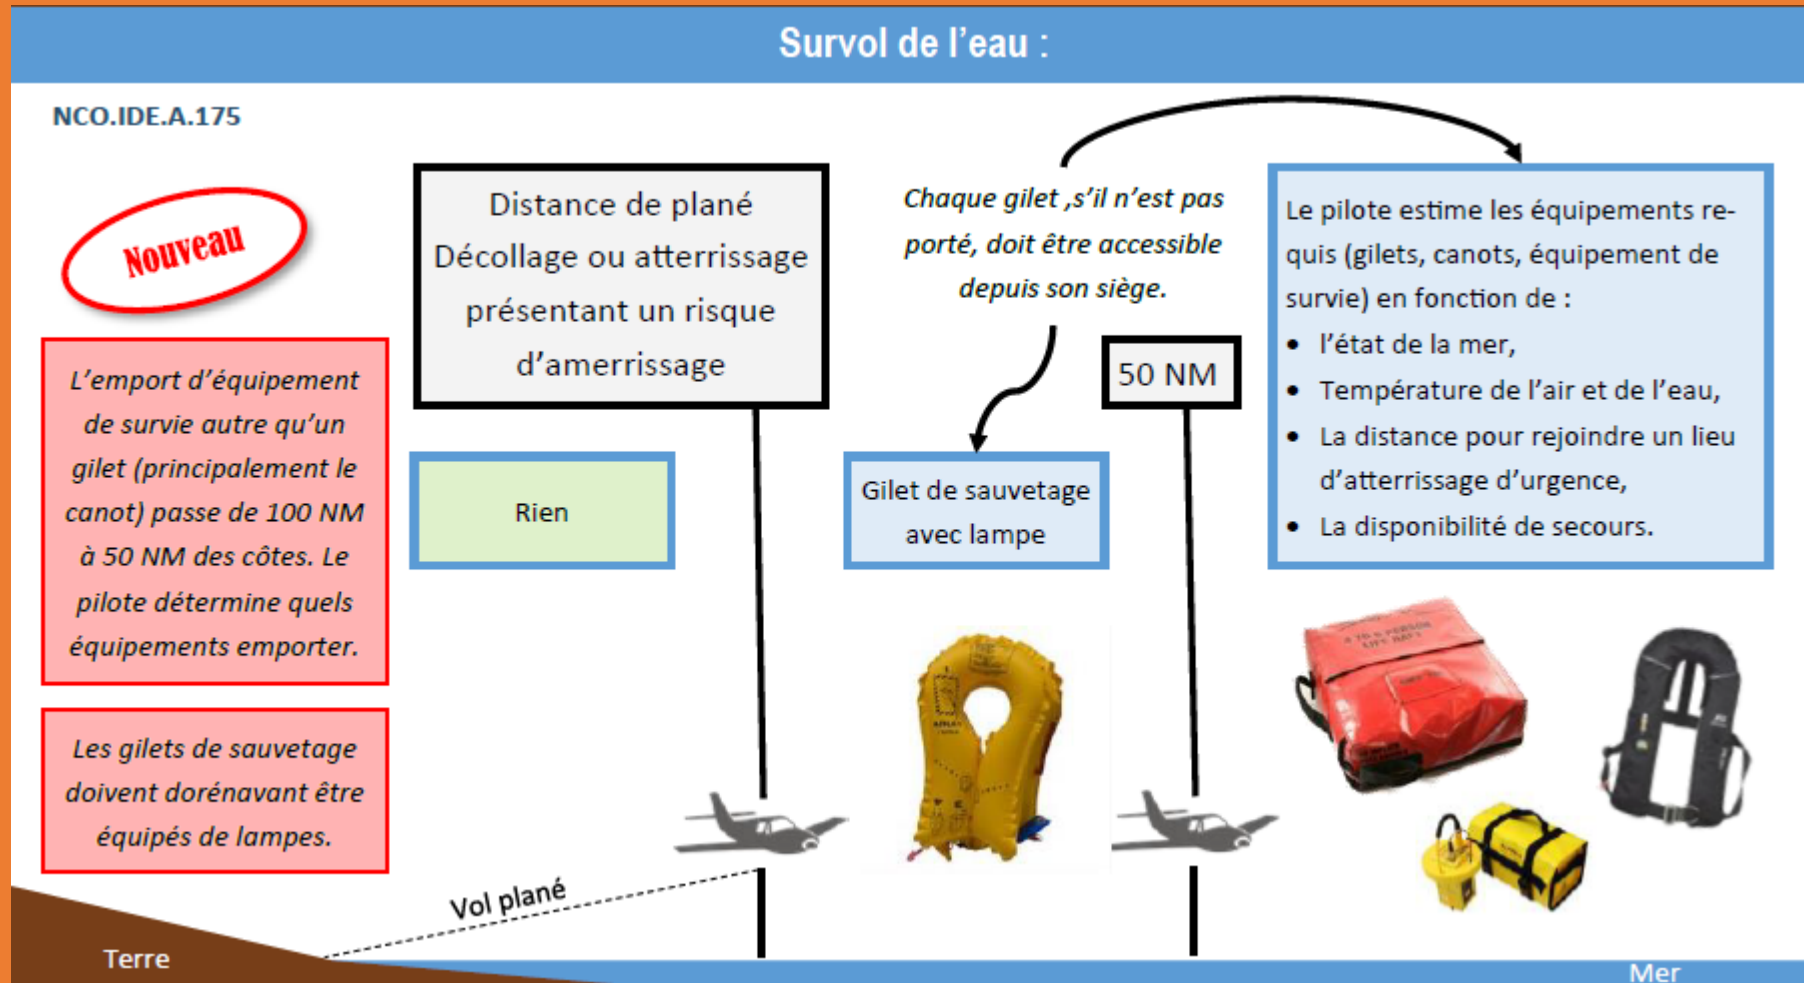 Survol de l'eau :
NCO.IDE.A.175
Nouveau
L'emport d'équipement
de survie autre qu'un
gilet (principalement le
canot) passe de 100 NM
à 50 NM des côtes. Le
pilote détermine quels
équipements emporter.
Les gilets de sauvetage
doivent dorénavant être
équipés de lampes.
Distance de plané
Décollage ou atterrissage
présentant un risque
d'amerrissage
Rien
Chaque gilet ,s'il n'est pas
porté, doit être accessible
depuis son siège.
50 NM
Gilet de sauvetage
avec lampe
Le pilote estime les équipements re-
quis (gilets, canots, équipement de
survie) en fonction de :
• l'état de la mer,
• Température de l'air et de l'eau,
• La distance pour rejoindre un lieu
d'atterrissage d'urgence,
• La disponibilité de secours.
Vol plané
Terre
Mer